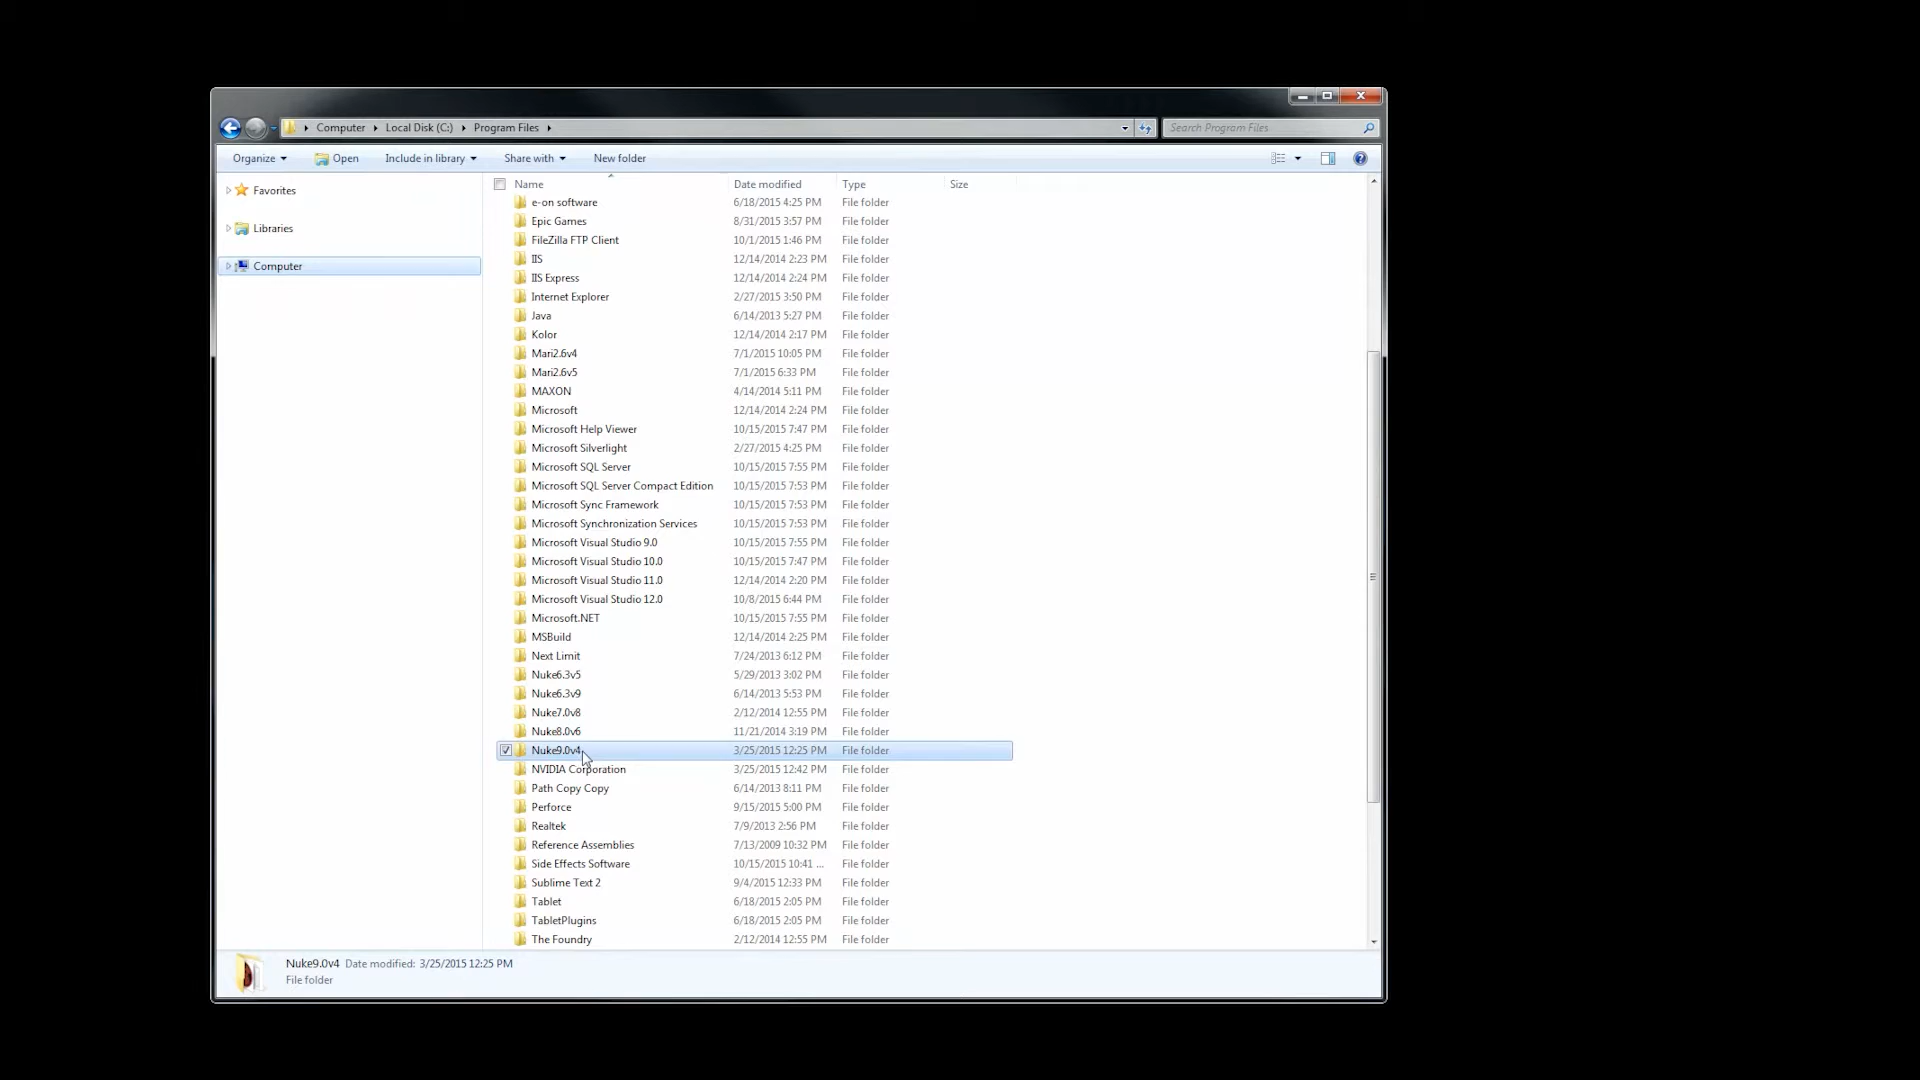 Computer Local Disk (C:) Program Files Search Program Files
Organize Open Include in library Share with New folder
Favorites
Libraries
Computer
Name Date modified Type Size
e-on software 6/18/2015 4:25 PM File folder
Epic Games 8/31/2015 3:57 PM File folder
FileZilla FTP Client 10/1/2015 1:46 PM File folder
IIS 12/14/2014 2:23 PM File folder
IIS Express 12/14/2014 2:24 PM File folder
Internet Explorer 2/27/2015 3:50 PM File folder
Java 6/14/2013 5:27 PM File folder
Kolor 12/14/2014 2:17 PM File folder
Mari2.6v4 7/1/2015 10:05 PM File folder
Mari2.6v5 7/1/2015 6:33 PM File folder
MAXON 4/14/2014 5:11 PM File folder
Microsoft 12/14/2014 2:24 PM File folder
Microsoft Help Viewer 10/15/2015 7:47 PM File folder
Microsoft Silverlight 2/27/2015 4:25 PM File folder
Microsoft SQL Server 10/15/2015 7:55 PM File folder
Microsoft SQL Server Compact Edition 10/15/2015 7:53 PM File folder
Microsoft Sync Framework 10/15/2015 7:53 PM File folder
Microsoft Synchronization Services 10/15/2015 7:53 PM File folder
Microsoft Visual Studio 9.0 10/15/2015 7:55 PM File folder
Microsoft Visual Studio 10.0 10/15/2015 7:47 PM File folder
Microsoft Visual Studio 11.0 12/14/2014 2:20 PM File folder
Microsoft Visual Studio 12.0 10/8/2015 6:44 PM File folder
Microsoft.NET 10/15/2015 7:55 PM File folder
MSBuild 12/14/2014 2:25 PM File folder
Next Limit 7/24/2013 6:12 PM File folder
Nuke6.3v5 5/29/2013 3:02 PM File folder
Nuke6.3v9 6/14/2013 5:53 PM File folder
Nuke7.0v8 2/12/2014 12:55 PM File folder
Nuke8.0v6 11/21/2014 3:19 PM File folder
Nuke9.0v4 3/25/2015 12:25 PM File folder
NVIDIA Corporation 3/25/2015 12:42 PM File folder
Path Copy Copy 6/14/2013 8:11 PM File folder
Perforce 9/15/2015 5:00 PM File folder
Realtek 7/9/2013 2:56 PM File folder
Reference Assemblies 7/13/2009 10:32 PM File folder
Side Effects Software 10/15/2015 10:41 ... File folder
Sublime Text 2 9/4/2015 12:33 PM File folder
Tablet 6/18/2015 2:05 PM File folder
TabletPlugins 6/18/2015 2:05 PM File folder
The Foundry 2/12/2014 12:55 PM File folder
Nuke9.0v4 Date modified: 3/25/2015 12:25 PM
File folder